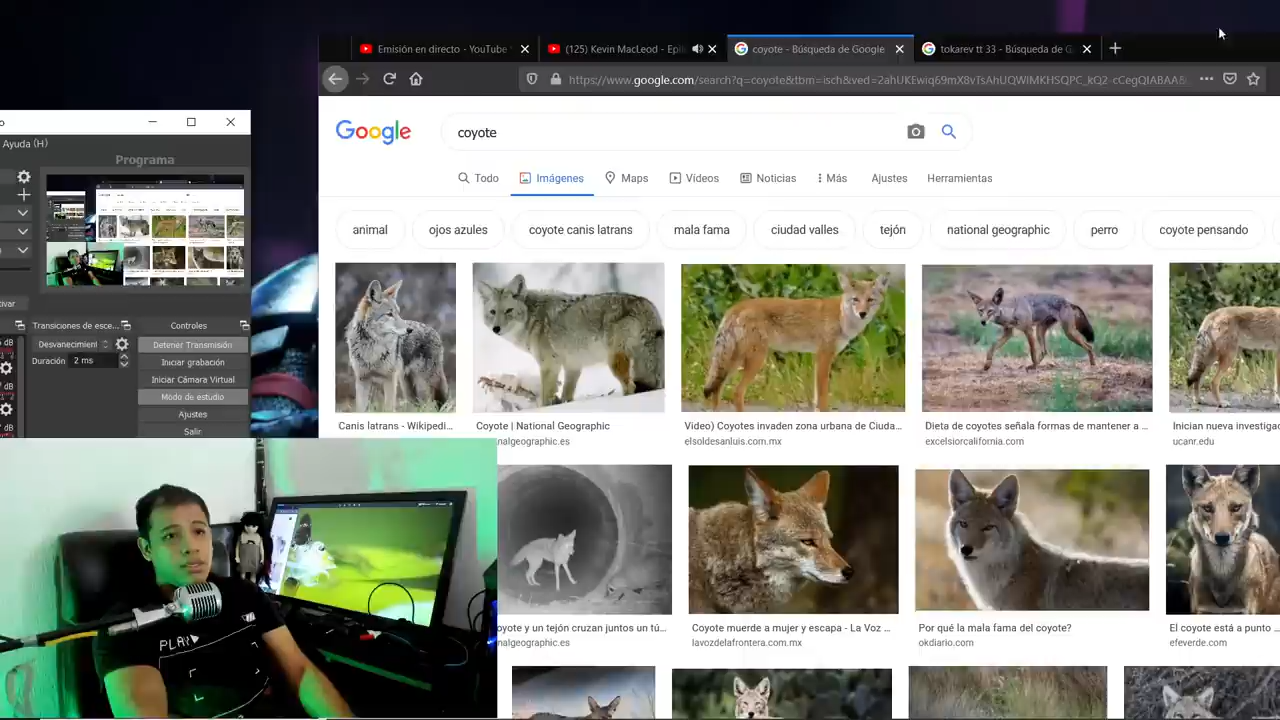 Emisión en directo - YouTube
(125) Kevin MacLeod - Epi
coyote - Búsqueda de Google
tokarev tt 33 - Búsqueda de G
https://www.google.com/search?q=coyote&tbm=isch&ved=2ahUKEwiq69mX8vTsAhUQWIMKHSQPC_kQ2-cCegQIABAA&
Google
coyote
Todo
Imágenes
Maps
Videos
Noticias
Más
Ajustes
Herramientas
animal
ojos azules
coyote canis latrans
mala fama
ciudad valles
tejón
national geographic
perro
coyote pensando
Canis latrans - Wikipedi...
Coyote | National Geographic
nalgeographic.es
Video) Coyotes invaden zona urbana de Ciuda...
elsoldesanluis.com.mx
Dieta de coyotes señala formas de mantener a ...
excelsiorcalifornia.com
Inician nueva investiga
ucanr.edu
oyote y un tejón cruzan juntos un tú...
nalgeographic.es
Coyote muerde a mujer y escapa - La Voz ...
lavozdelafrontera.com.mx
Por qué la mala fama del coyote?
okdiario.com
El coyote está a punto ...
efeverde.com
o
Ayuda (H)
Programa
ivar
Transiciones de esce...
Controles
dB
Desvanecimient
Duración
2 ms
Detener Transmisión
Iniciar grabación
Iniciar Cámara Virtual
Modo de estudio
Ajustes
Salir
dB
dB
PLAY